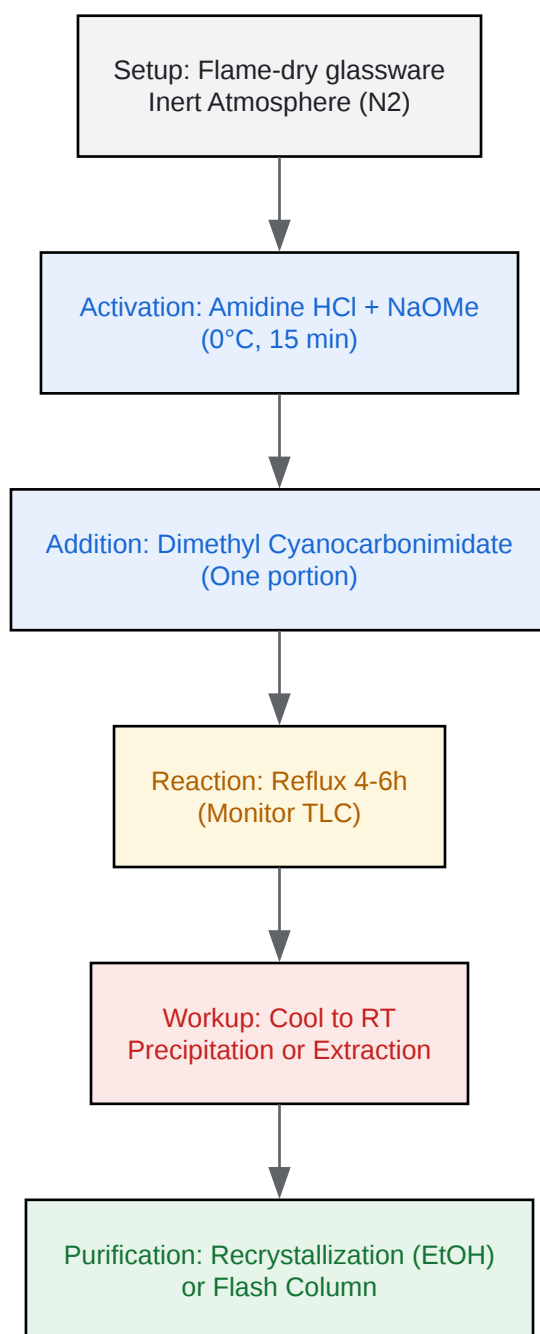 Setup: Flame-dry glassware
Inert Atmosphere (N2)
Activation: Amidine HCl + NaOMe
(0°C, 15 min)
Addition: Dimethyl Cyanocarbonimidate
(One portion)
Reaction: Reflux 4-6h
(Monitor TLC)
Workup: Cool to RT
Precipitation or Extraction
Purification: Recrystallization (EtOH)
or Flash Column